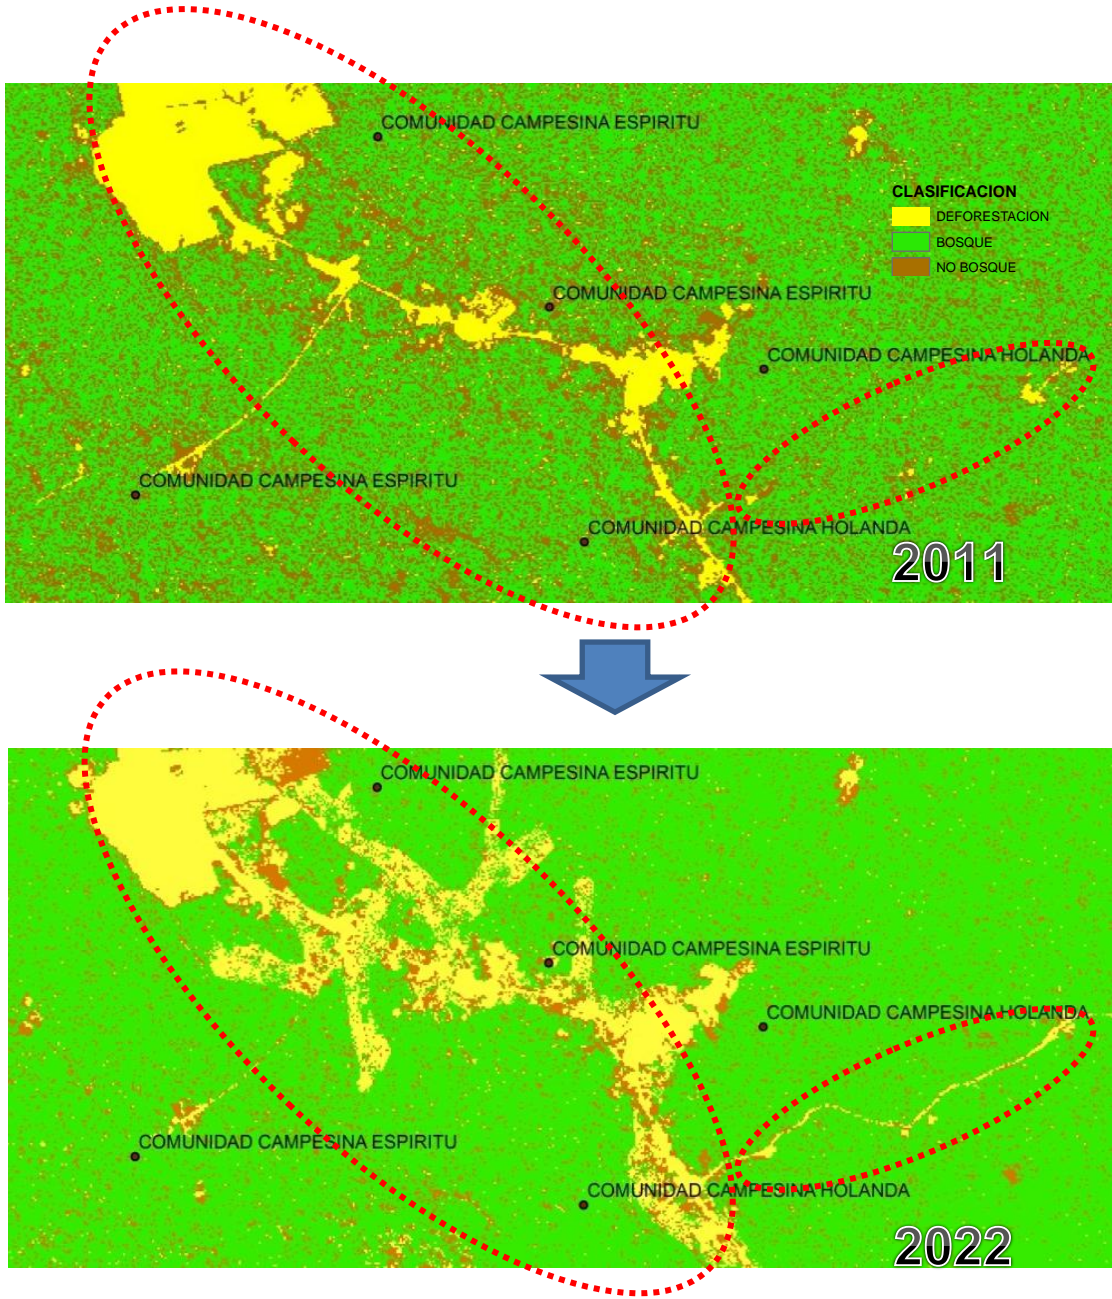 COMUNIDAD CAMPESINA ESPIRITU
CLASIFICACION
DEFORESTACION
BOSQUE
NO BOSQUE
COMUNIDAD CAMPESINA ESPIRITU
COMUNIDAD CAMPESINA HOLANDA
COMUNIDAD CAMPESINA ESPIRITU
COMUNIDAD CAMPESINA HOLANDA
2011
COMUNIDAD CAMPESINA ESPIRITU
COMUNIDAD CAMPESINA ESPIRITU
COMUNIDAD CAMPESINA HOLANDA
COMUNIDAD CAMPESINA ESPIRITU
COMUNIDAD CAMPESINA HOLANDA
2022